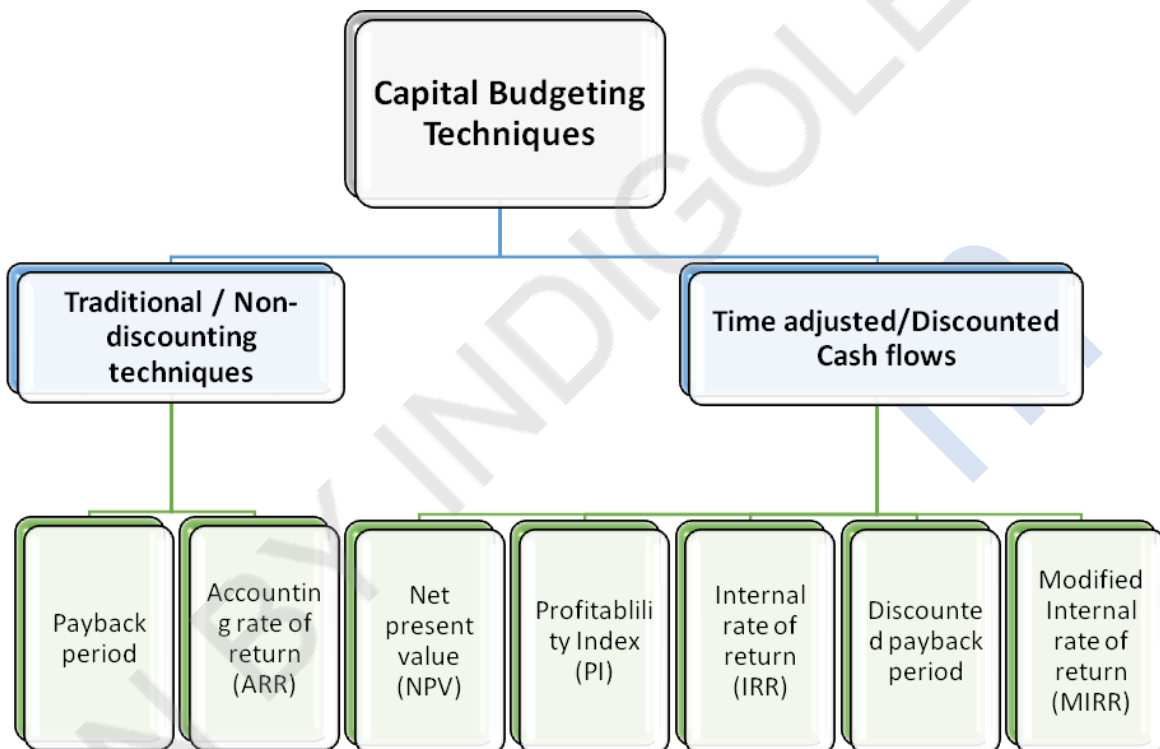 Capital Budgeting
Techniques
Traditional / Non-
discounting
techniques
Time adjusted/Discounted
Cash flows
Payback
period
Accountin
g rate of
return
(ARR)
Net
present
value
(NPV)
Profitablili
ty Index
(PI)
Internal
rate of
return
(IRR)
Discounte
d payback
period
Modified
Internal
rate of
return
(MIRR)
BY